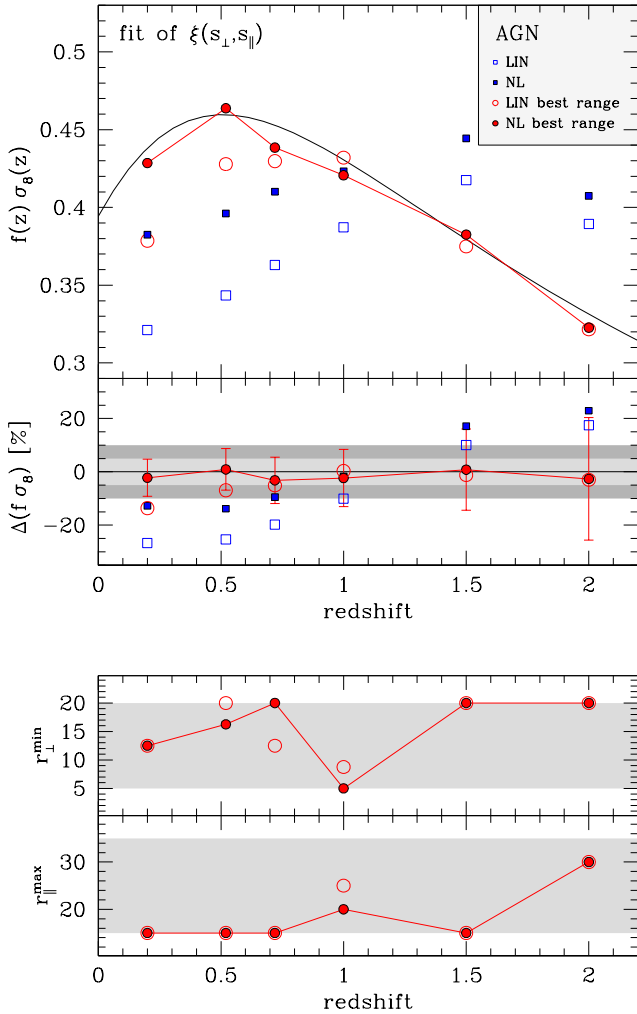 fit of ξ(s⊥,s∥)
AGN
LIN
NL
LIN best range
NL best range
f(z) σ8(z)
0.5
0.45
0.4
0.35
0.3
Δ(f σ8) [%]
20
0
−20
0 0.5 1 1.5 2
redshift
r⊥^min
20
15
10
5
r∥^max
30
20
0 0.5 1 1.5 2
redshift